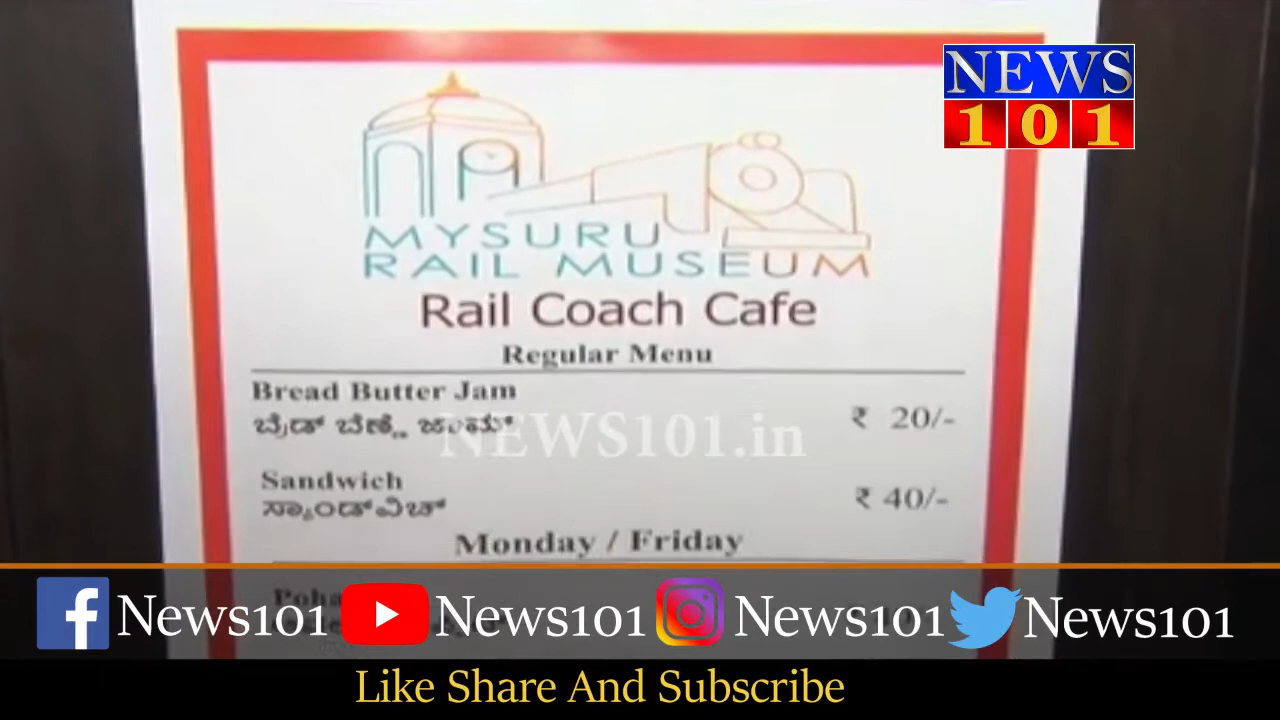 NEWS
101
MYSURU
RAIL MUSEUM
Rail Coach Cafe
Regular Menu
Bread Butter Jam
ಬ್ರೆಡ್ ಬೆಣ್ಣೆ ಜಾಮ್
₹ 20/-
NEWS101.in
Sandwich
ಸ್ಯಾಂಡ್‌ವಿಚ್
₹ 40/-
Monday / Friday
Poha
News101 News101 News101 News101
Like Share And Subscribe